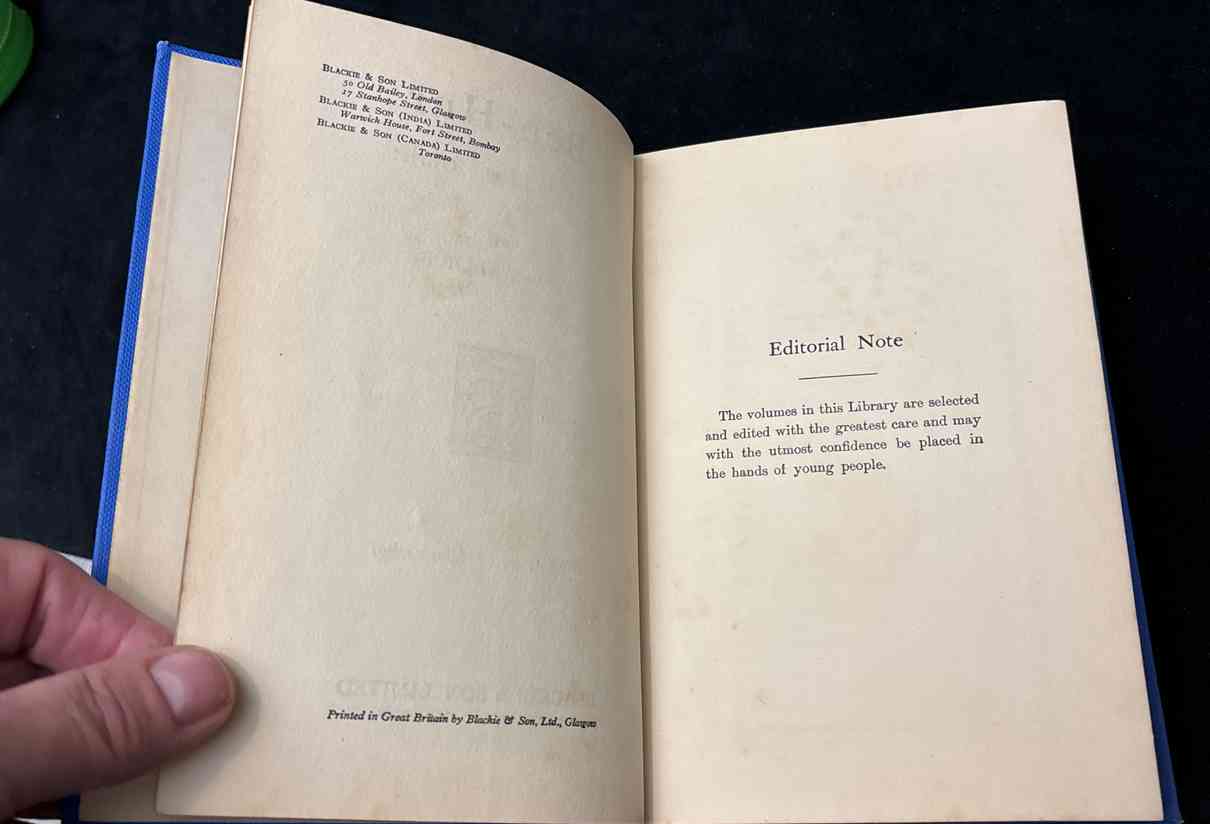 BLACKIE & SON LIMITED
50 Old Bailey, London
17 Stanhope Street, Glasgow
BLACKIE & SON (INDIA) LIMITED
Warwick House, Fort Street, Bombay
BLACKIE & SON (CANADA) LIMITED
Toronto
Printed in Great Britain by Blackie & Son, Ltd., Glasgow
Editorial Note
The volumes in this Library are selected
and edited with the greatest care and may
with the utmost confidence be placed in
the hands of young people.